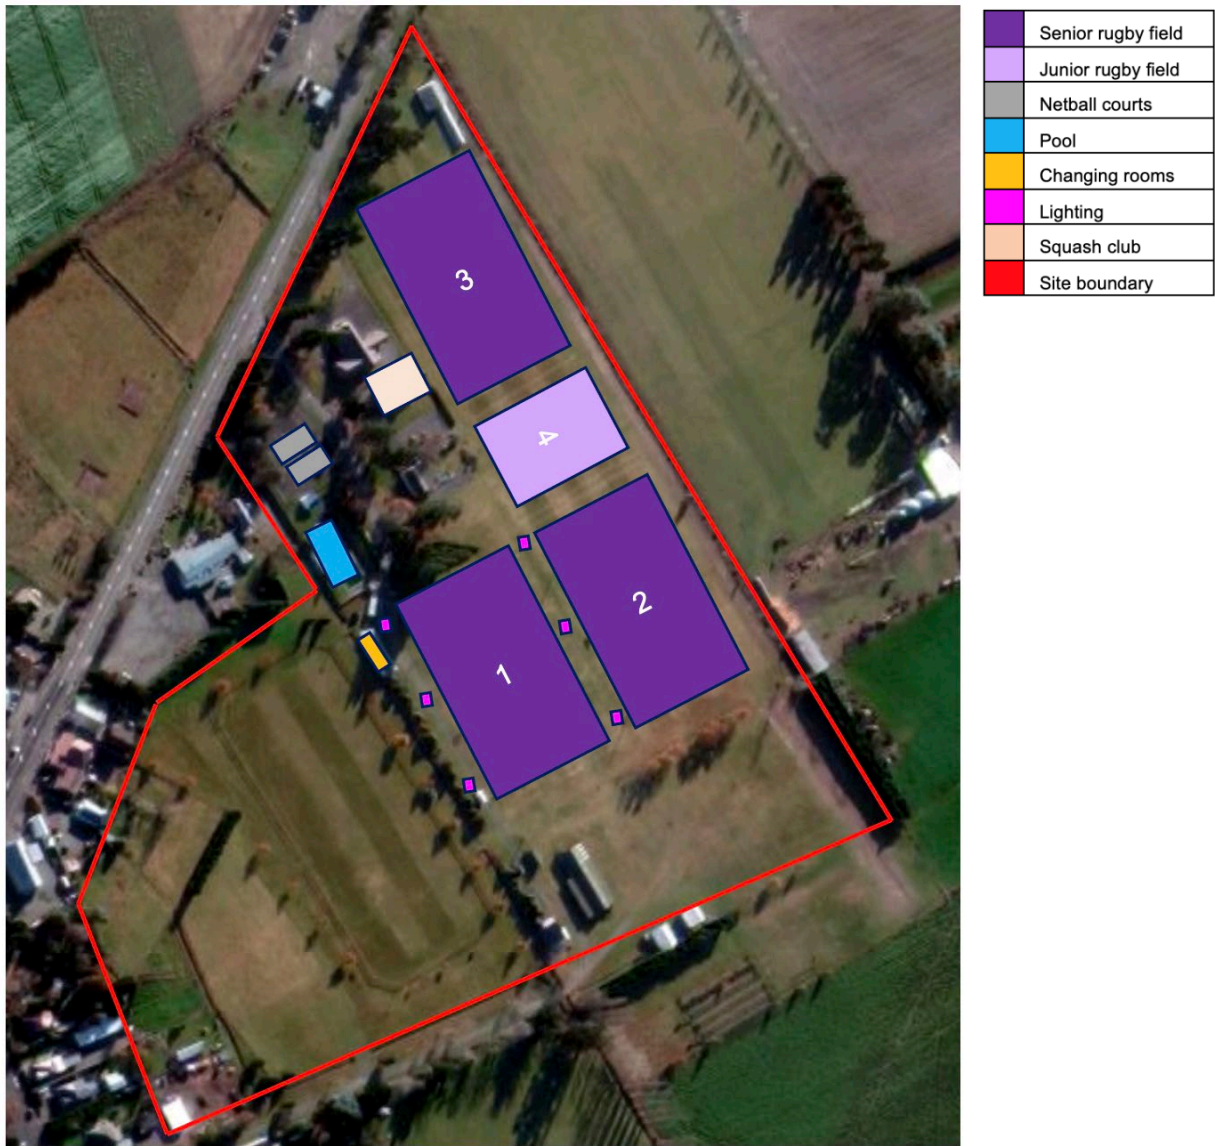 Senior rugby field
Junior rugby field
Netball courts
Pool
Changing rooms
Lighting
Squash club
Site boundary
3
4
2
1